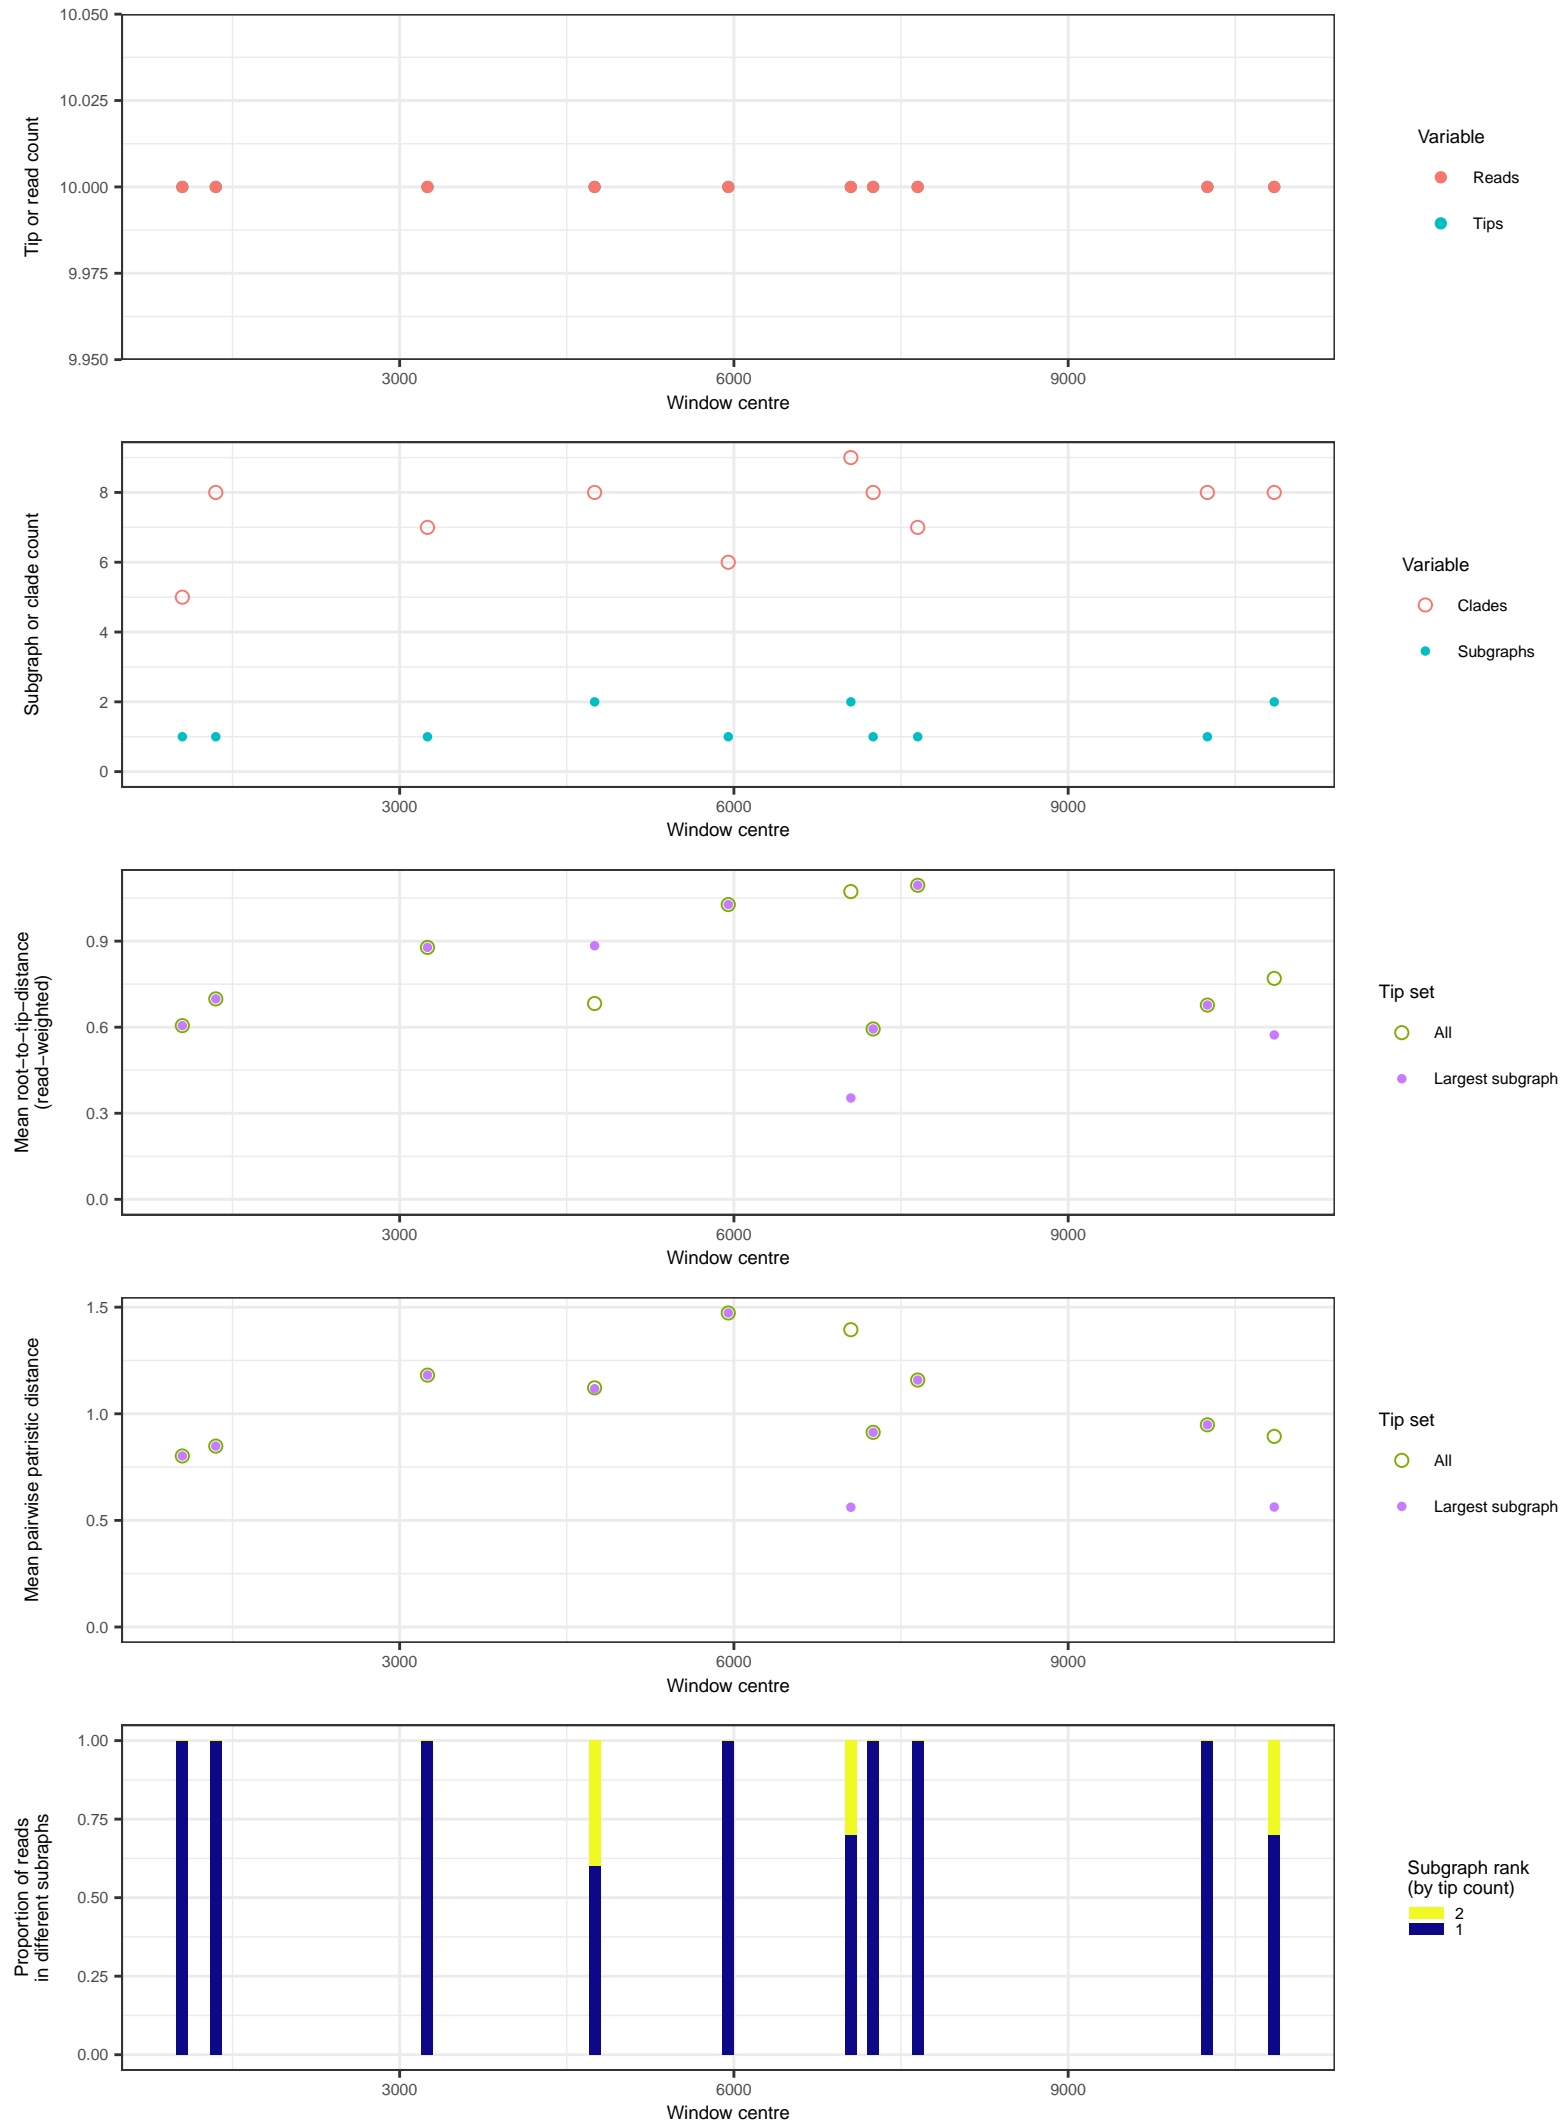 10.050
10.025
10.000
9.975
9.950
Tip or read count
3000
6000
9000
Window centre
Variable
Reads
Tips
8
6
4
2
0
Subgraph or clade count
3000
6000
9000
Window centre
Variable
Clades
Subgraphs
0.9
0.6
0.3
0.0
Mean root−to−tip−distance
(read−weighted)
3000
6000
9000
Window centre
Tip set
All
Largest subgraph
1.5
1.0
0.5
0.0
Mean pairwise patristic distance
3000
6000
9000
Window centre
Tip set
All
Largest subgraph
1.00
0.75
0.50
0.25
0.00
Proportion of reads
in different subraphs
3000
6000
9000
Window centre
Subgraph rank
(by tip count)
2
1